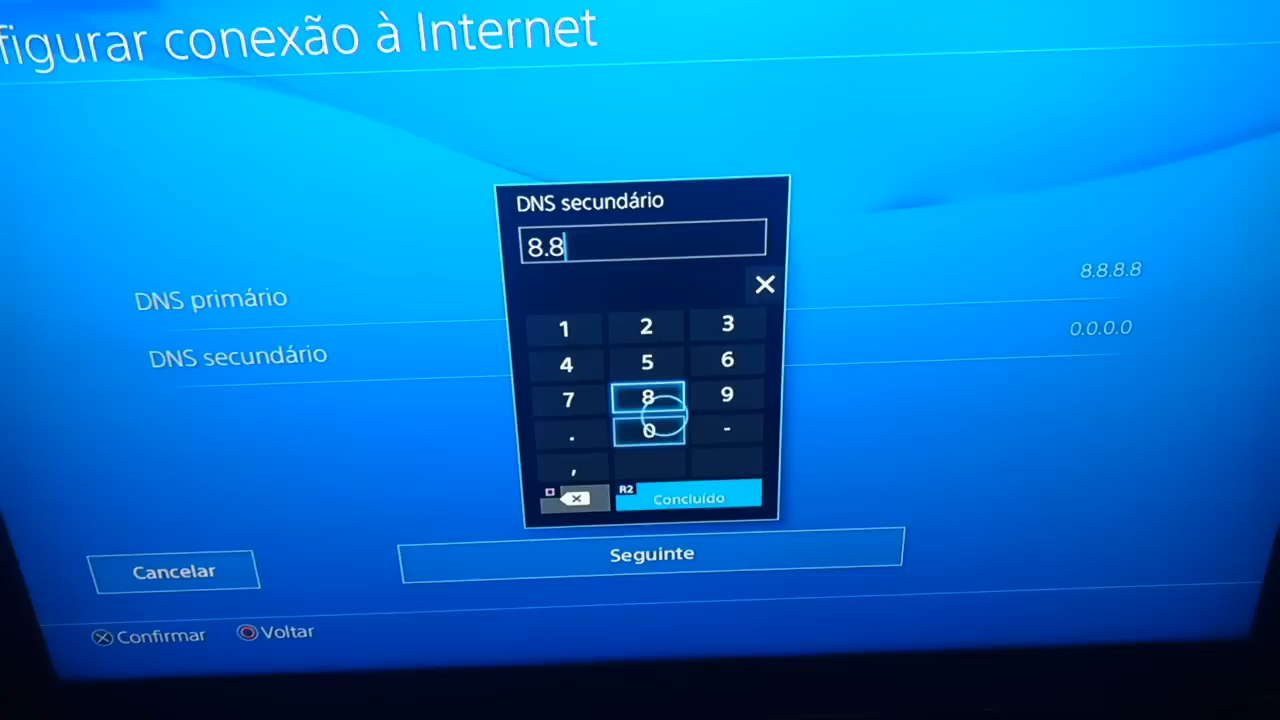 figurar conexão à Internet
DNS secundário
8.8
DNS primário
8.8.8.8
DNS secundário
0.0.0.0
1 2 3
4 5 6
7 8 9
. 0 -
,
R2 Concluído
Cancelar
Seguinte
Confirmar Voltar